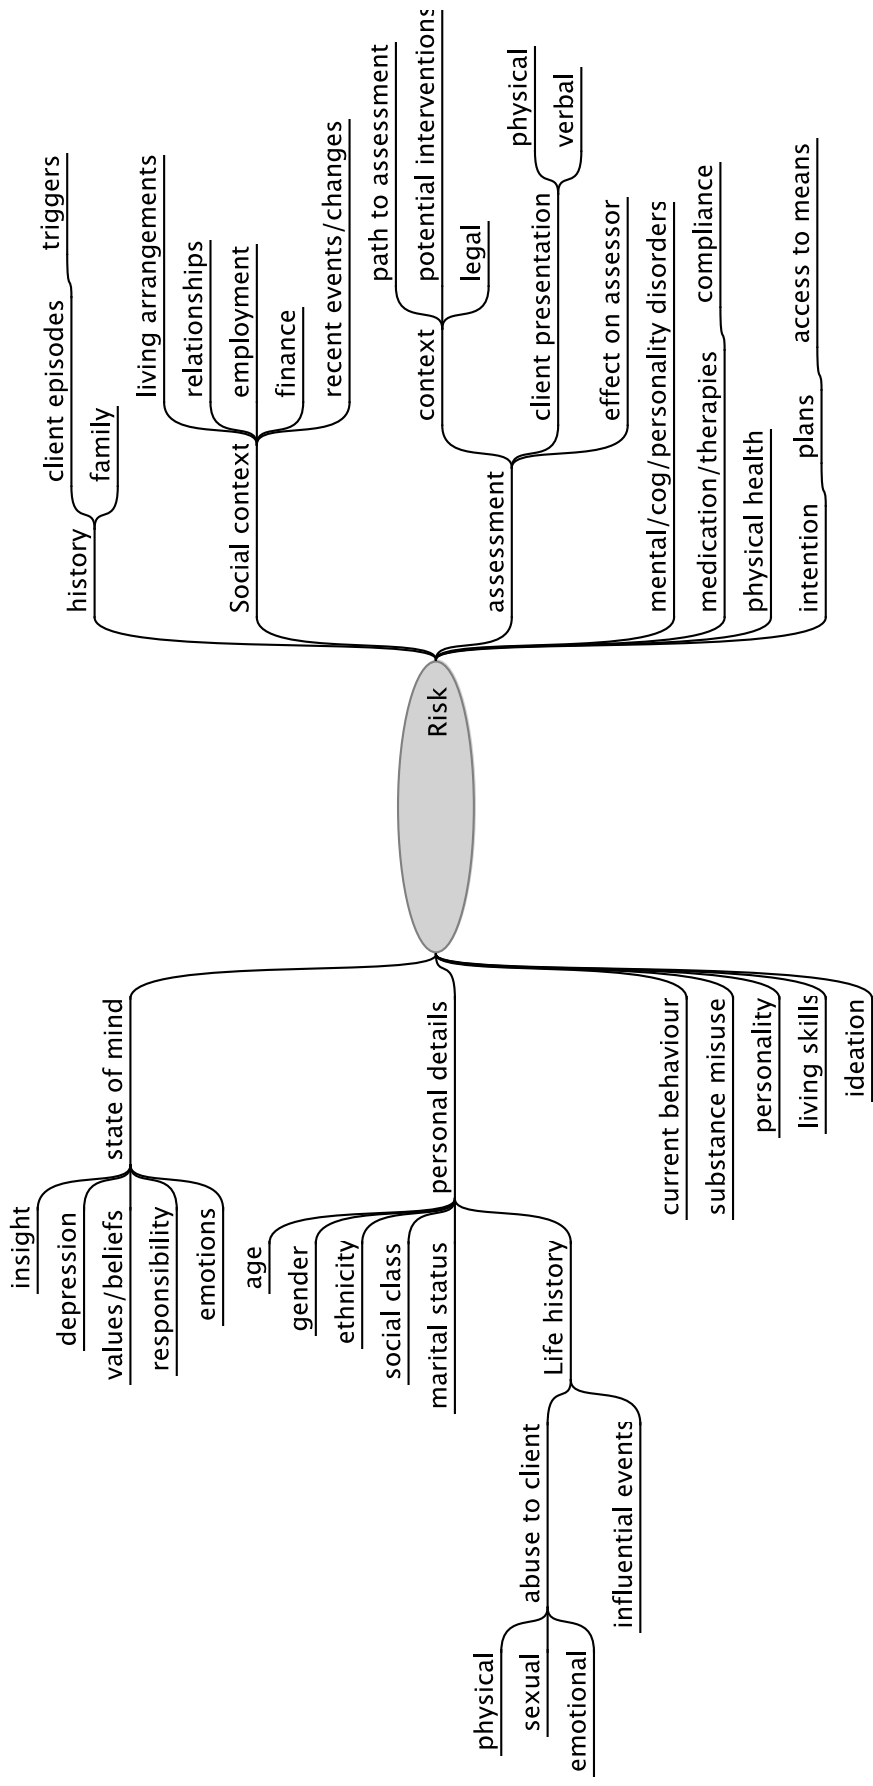 Risk
history
client episodes
triggers
family
Social context
living arrangements
relationships
employment
finance
recent events/changes
assessment
context
path to assessment
potential interventions
legal
client presentation
physical
verbal
effect on assessor
mental/cog/personality disorders
medication/therapies
compliance
physical health
intention
plans
access to means
state of mind
insight
depression
values/beliefs
responsibility
emotions
personal details
age
gender
ethnicity
social class
marital status
Life history
abuse to client
physical
sexual
emotional
influential events
current behaviour
substance misuse
personality
living skills
ideation